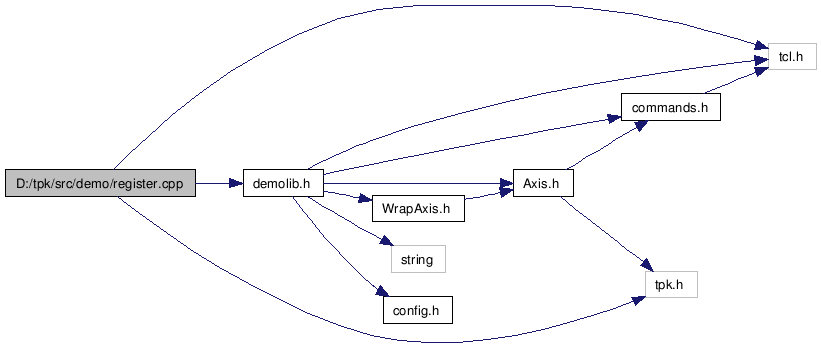 tcl.h
commands.h
D:/tpk/src/demo/register.cpp
demolib.h
Axis.h
WrapAxis.h
string
tpk.h
config.h